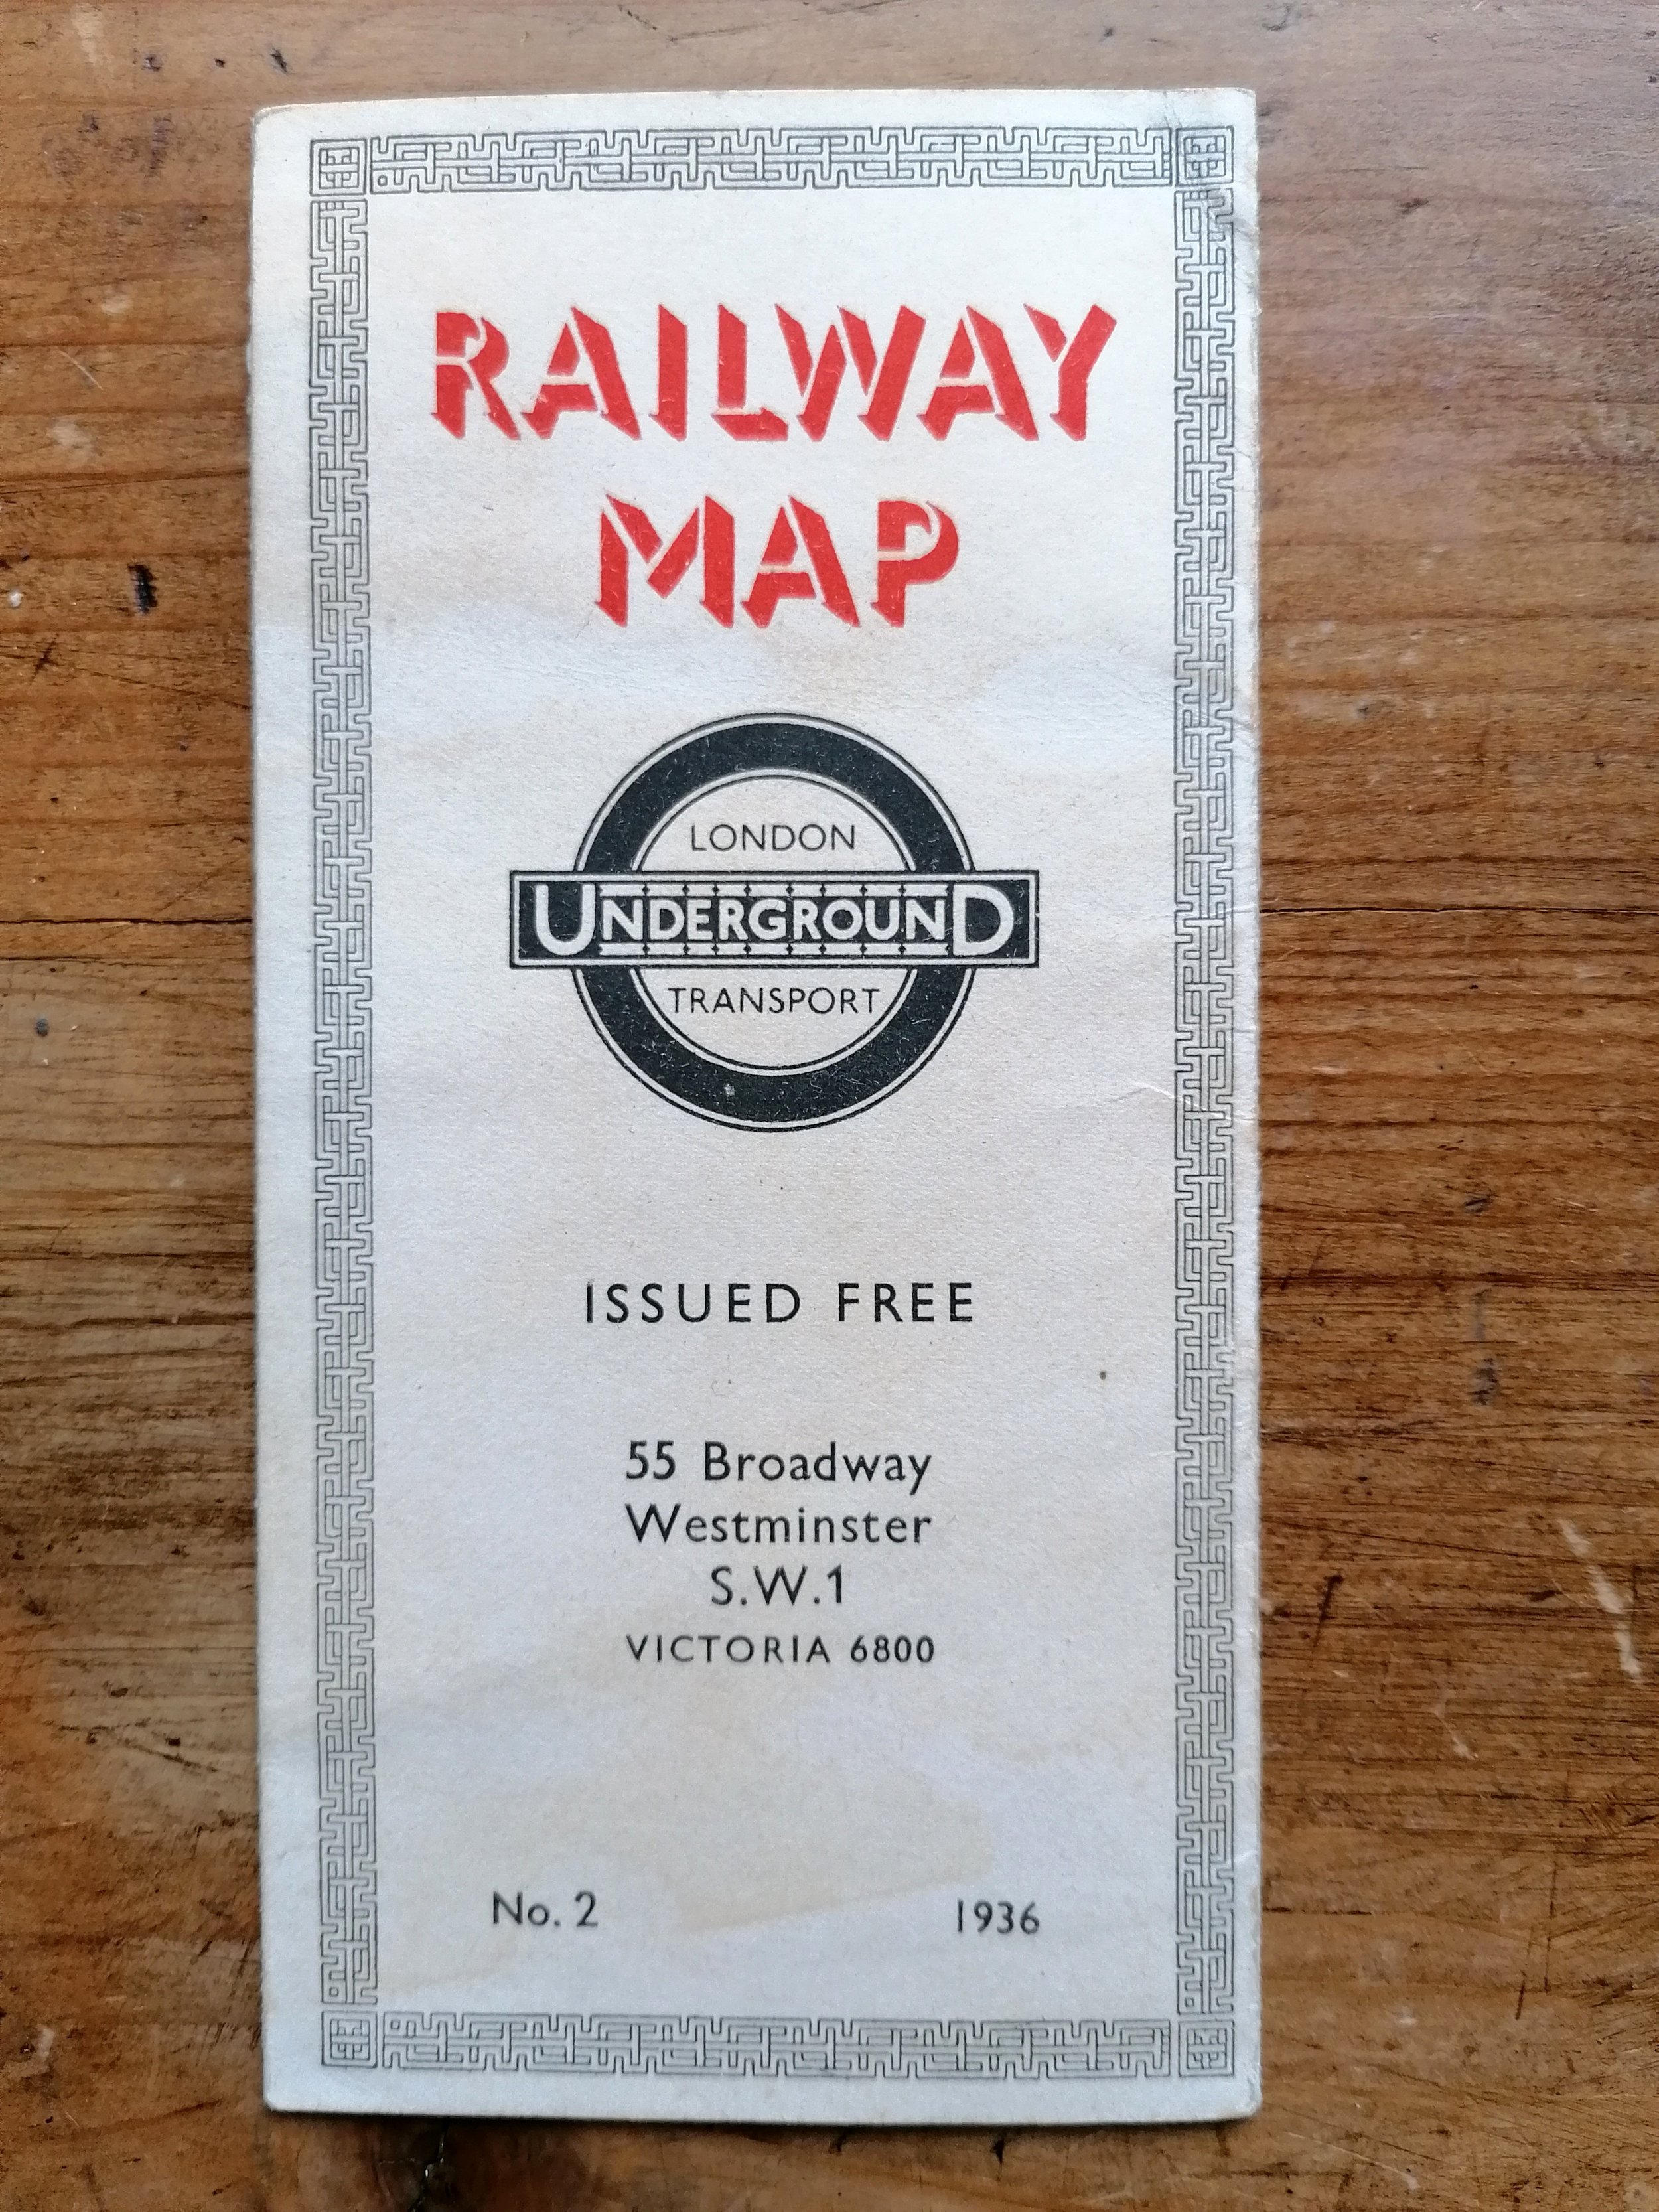 RAILWAY
MAP
LONDON
UNDERGROUND
TRANSPORT
ISSUED FREE
55 Broadway
Westminster
S.W.1
VICTORIA 6800
No. 2 1936